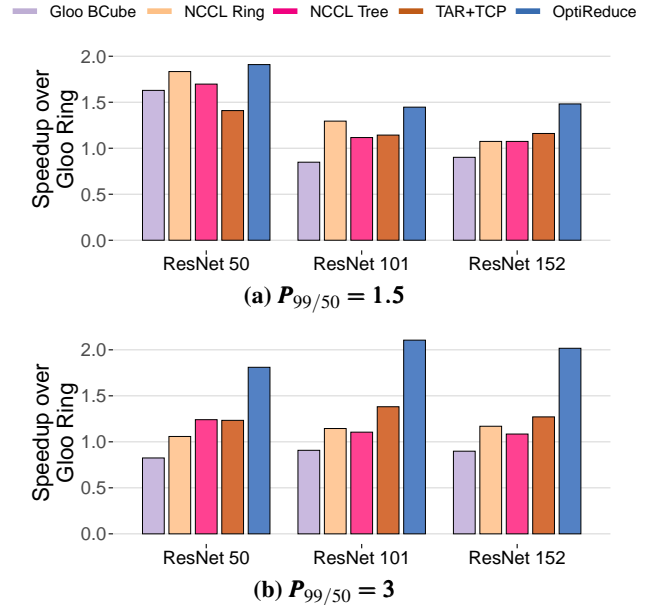 Gloo BCube NCCL Ring NCCL Tree TAR+TCP OptiReduce
2.0
1.5
1.0
0.5
0.0
Speedup over
Gloo Ring
ResNet 50 ResNet 101 ResNet 152
(a) P99/50 = 1.5
2.0
1.5
1.0
0.5
0.0
Speedup over
Gloo Ring
ResNet 50 ResNet 101 ResNet 152
(b) P99/50 = 3